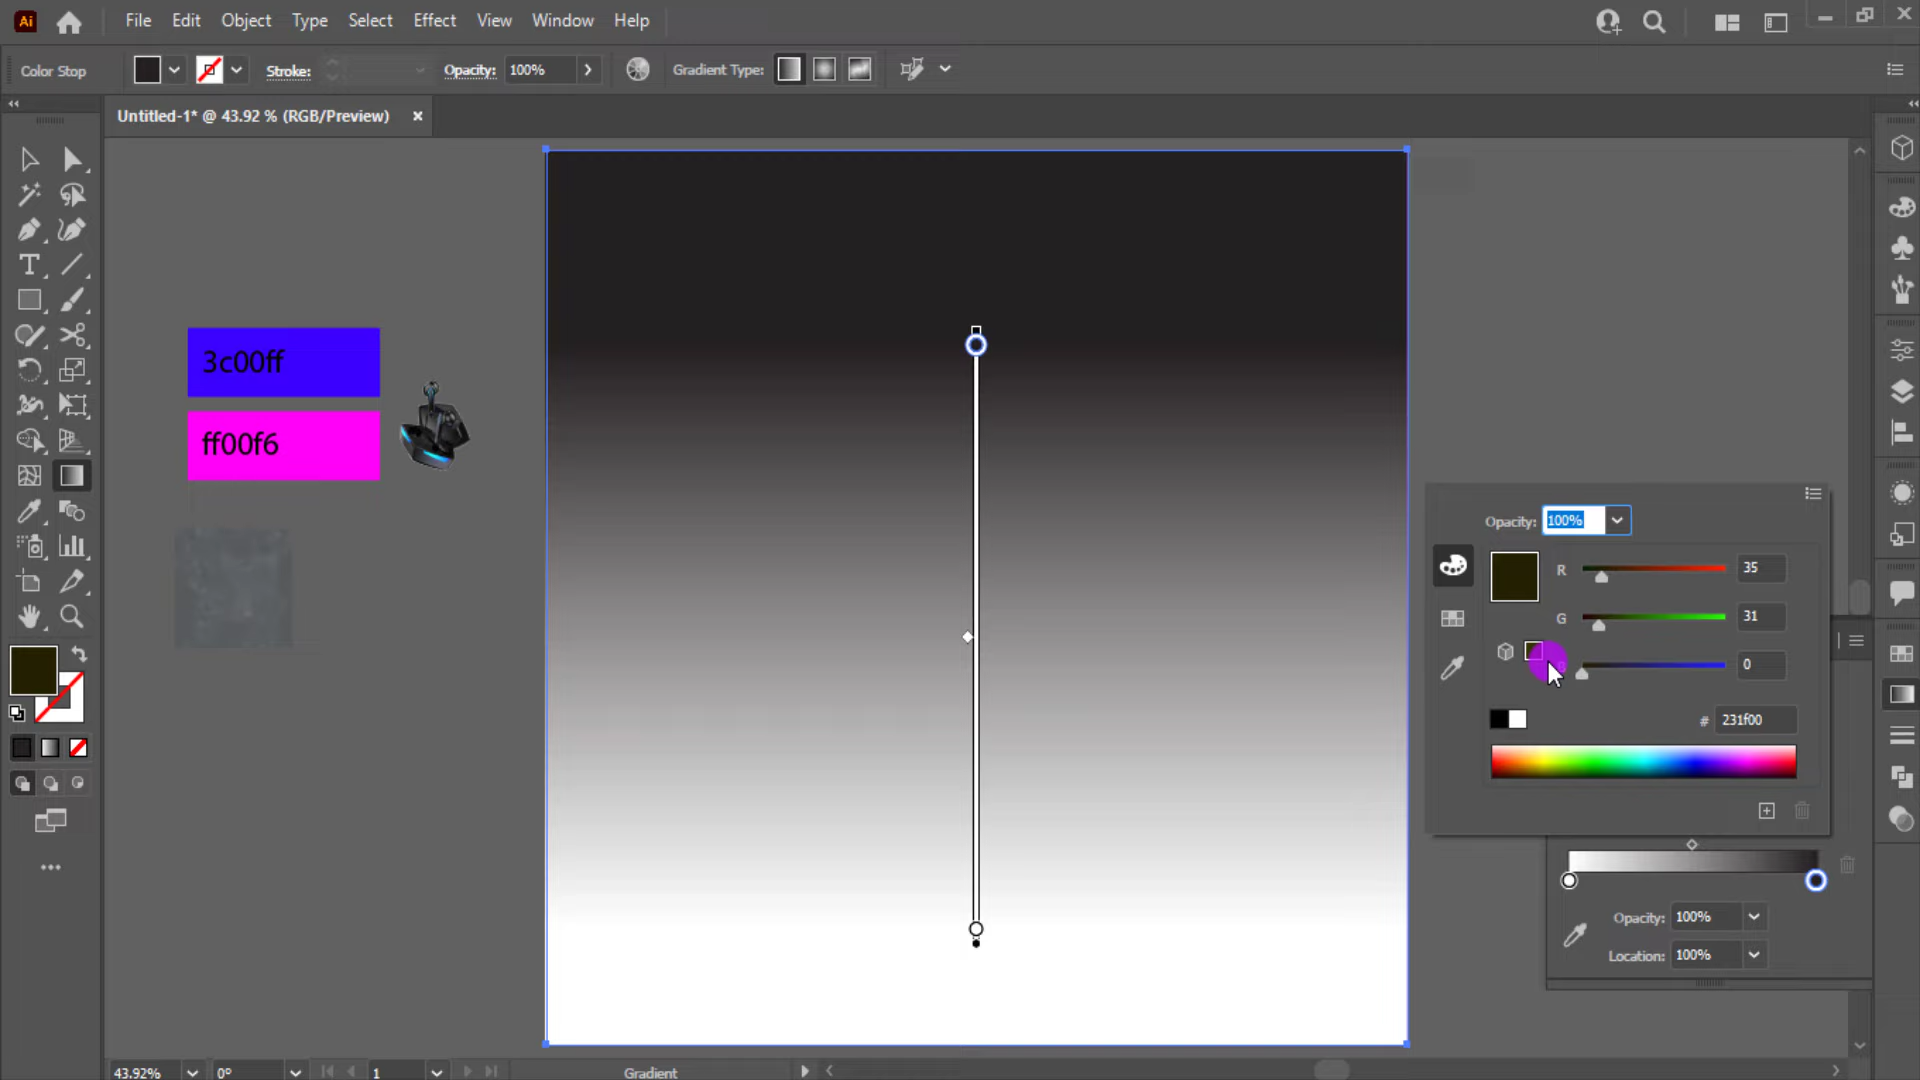 Ai File Edit Object Type Select Effect View Window Help
Color Stop Stroke: Opacity: 100% Gradient Type:
Untitled-1* @ 43.92 % (RGB/Preview) ×
3c00ff
ff00f6
Opacity: 100%
R 35
G 31
0
# 231f00
Opacity: 100%
Location: 100%
43.92% 0° 1 Gradient